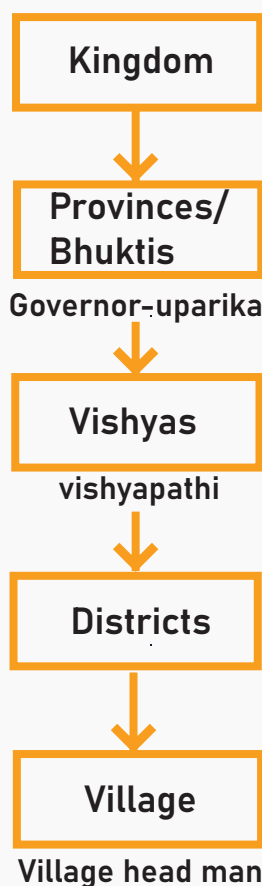 Kingdom
Provinces/
Bhuktis
Governor-uparika
Vishyas
vishyapathi
Districts
Village
Village head man